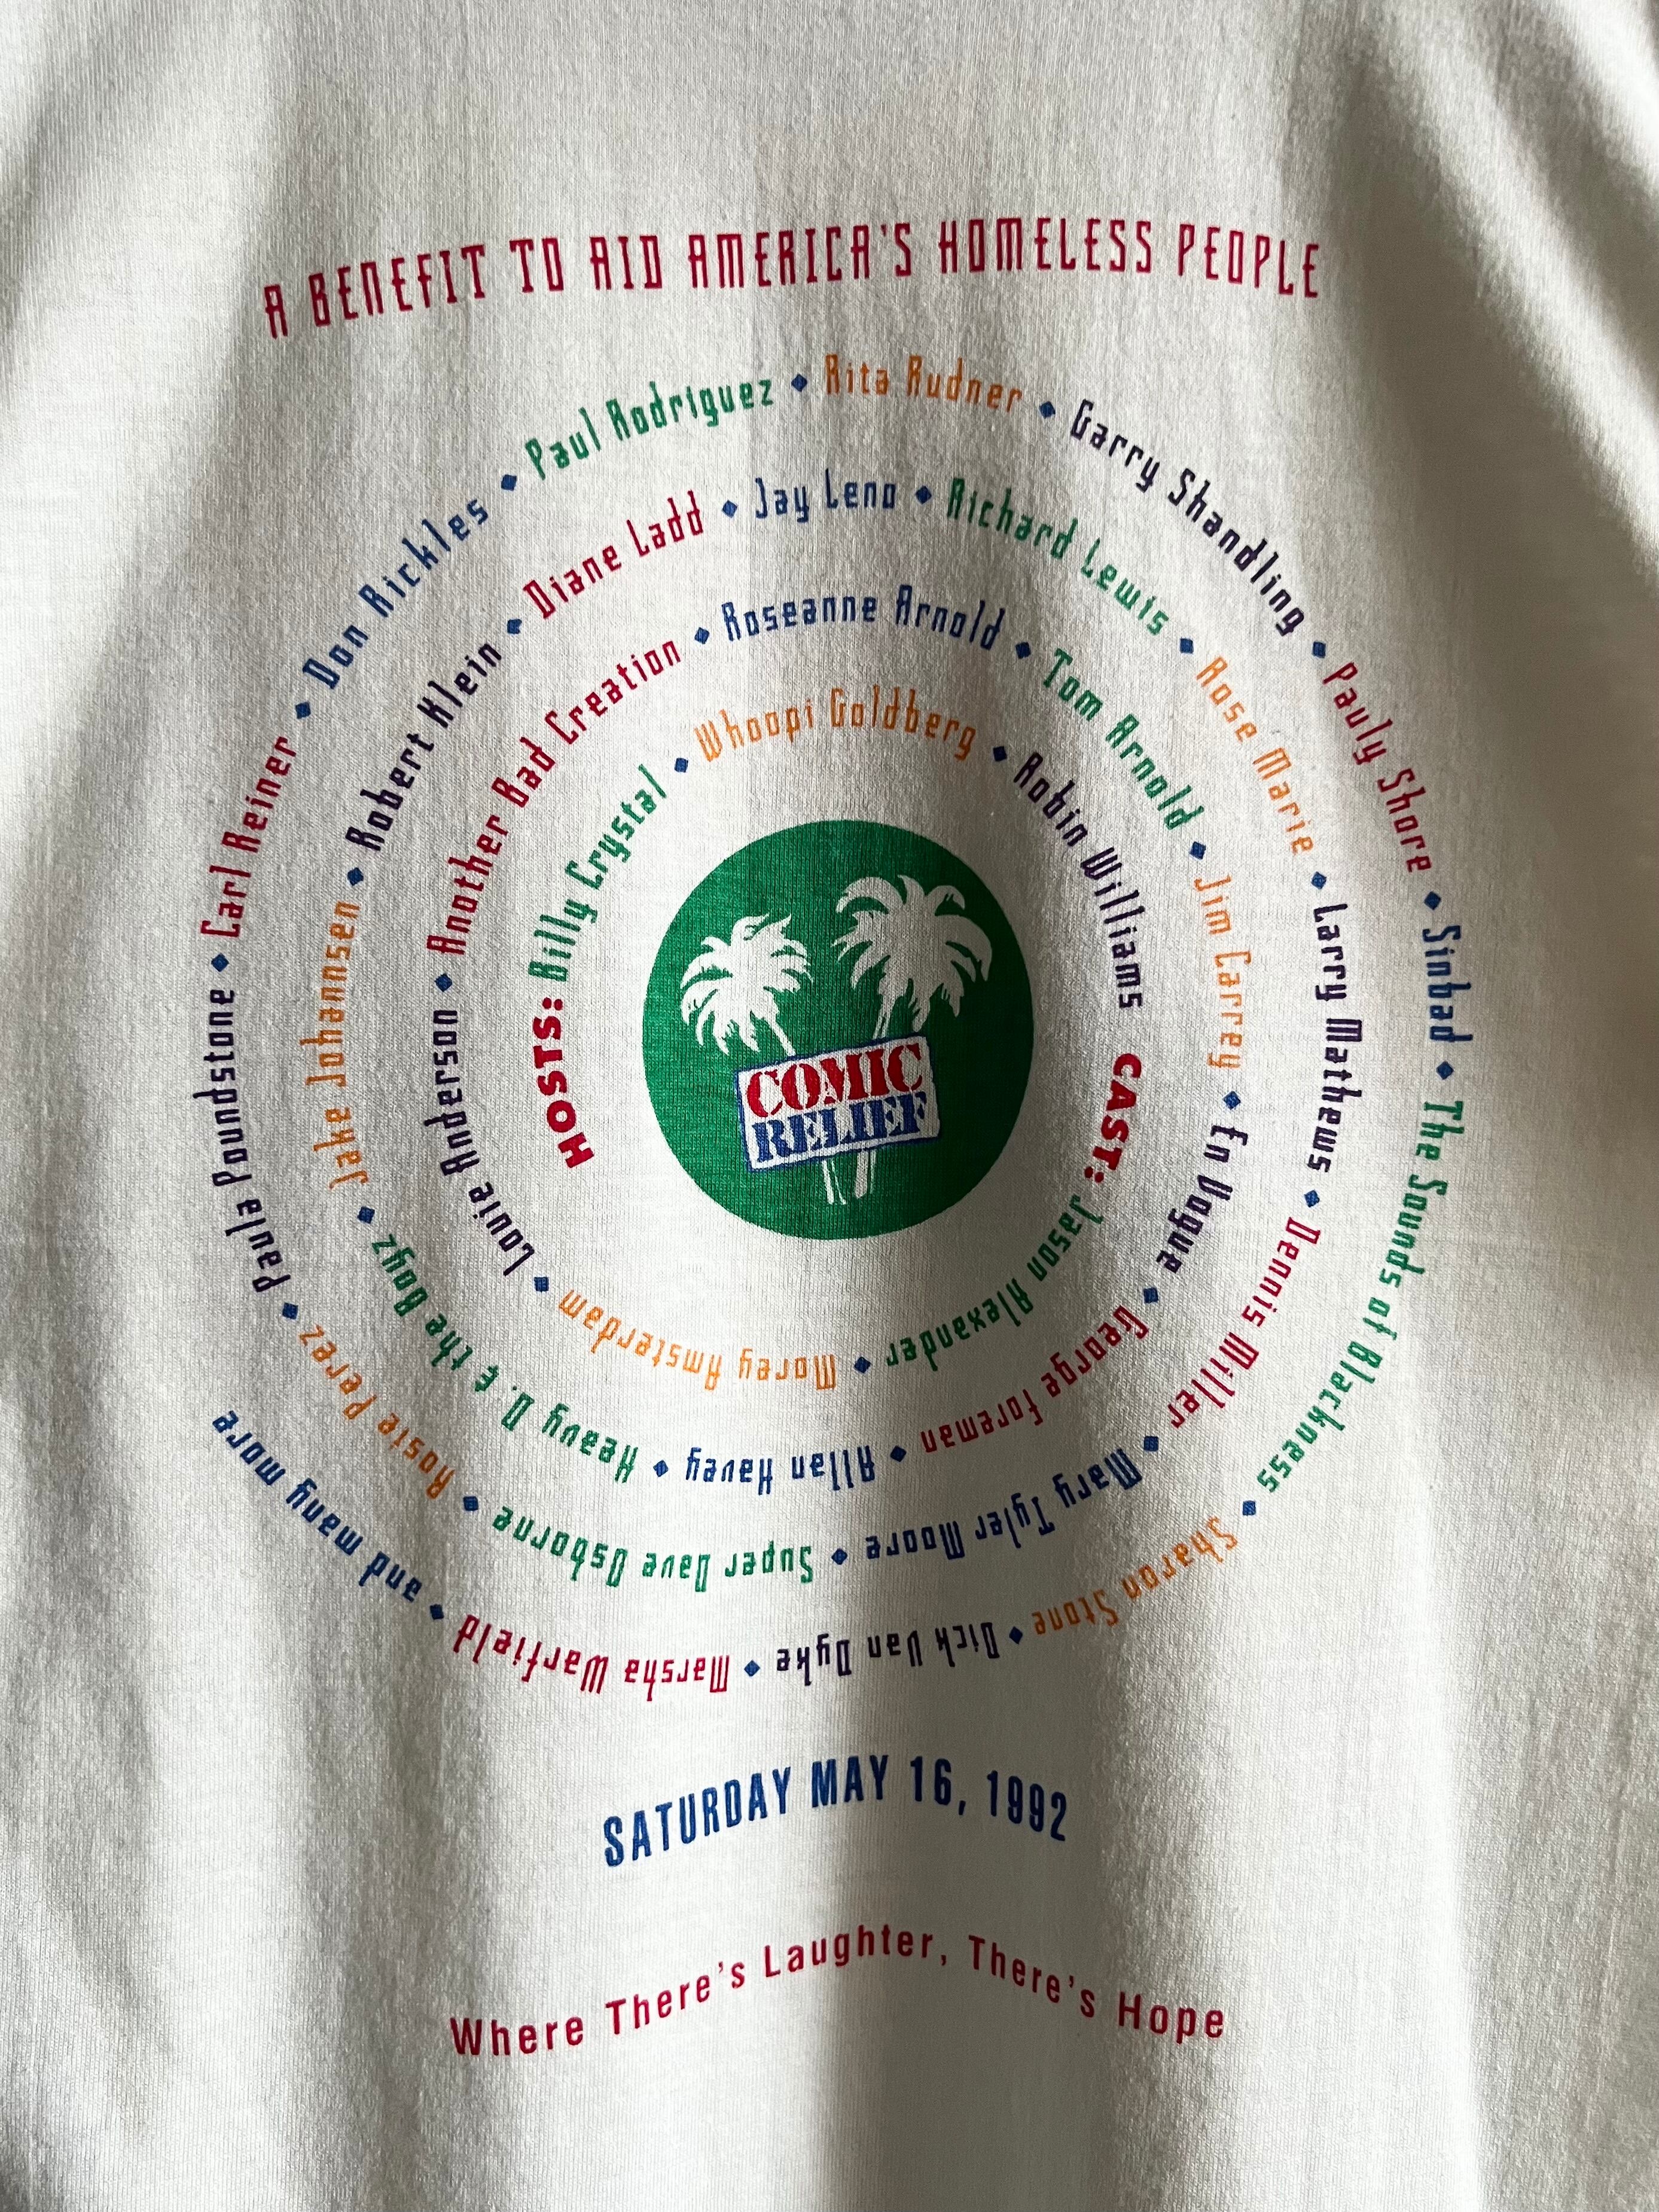 A BENEFIT TO AID AMERICA'S HOMELESS PEOPLE
HOSTS: Billy Crystal ◆ Whoopi Goldberg ◆ Robin Williams CAST: Jason Alexander ◆ Morey Amsterdam ◆ Louie Anderson ◆ Another Bad Creation ◆ Roseanne Arnold ◆ Tom Arnold ◆ Jim Carrey ◆ En Vogue ◆ George Foreman ◆ Allan Havey ◆ Heavy D. & the Boyz ◆ Jake Johannsen ◆ Robert Klein ◆ Diane Ladd ◆ Jay Leno ◆ Richard Lewis ◆ Rose Marie ◆ Larry Mathews ◆ Dennis Miller ◆ Mary Tyler Moore ◆ Super Dave Osborne ◆ Rosie Perez ◆ Paula Poundstone ◆ Carl Reiner ◆ Don Rickles ◆ Paul Rodriguez ◆ Rita Rudner ◆ Garry Shandling ◆ Pauly Shore ◆ Sinbad ◆ The Sounds of Blackness ◆ Sharon Stone ◆ Dick Van Dyke ◆ Marsha Warfield ◆ and many more
COMIC
RELIEF
SATURDAY MAY 16, 1992
Where There's Laughter, There's Hope